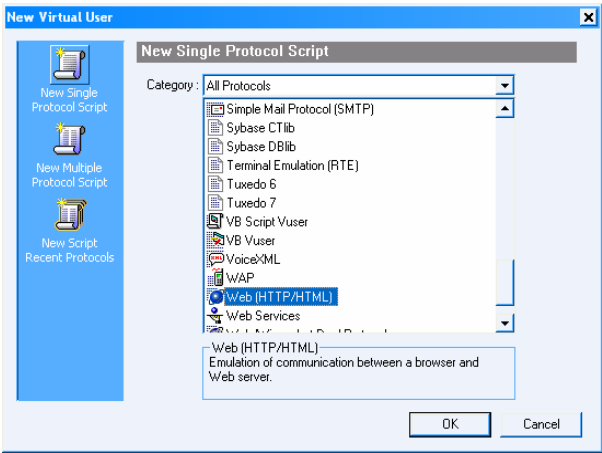 New Virtual User
New Single
Protocol Script
New Multiple
Protocol Script
New Script
Recent Protocols
New Single Protocol Script
Category : All Protocols
Simple Mail Protocol (SMTP)
Sybase CTlib
Sybase DBlib
Terminal Emulation (RTE)
Tuxedo 6
Tuxedo 7
VB Script Vuser
VB Vuser
VoiceXML
WAP
Web (HTTP/HTML)
Web Services
Web (HTTP/HTML)
Emulation of communication between a browser and
Web server.
OK
Cancel